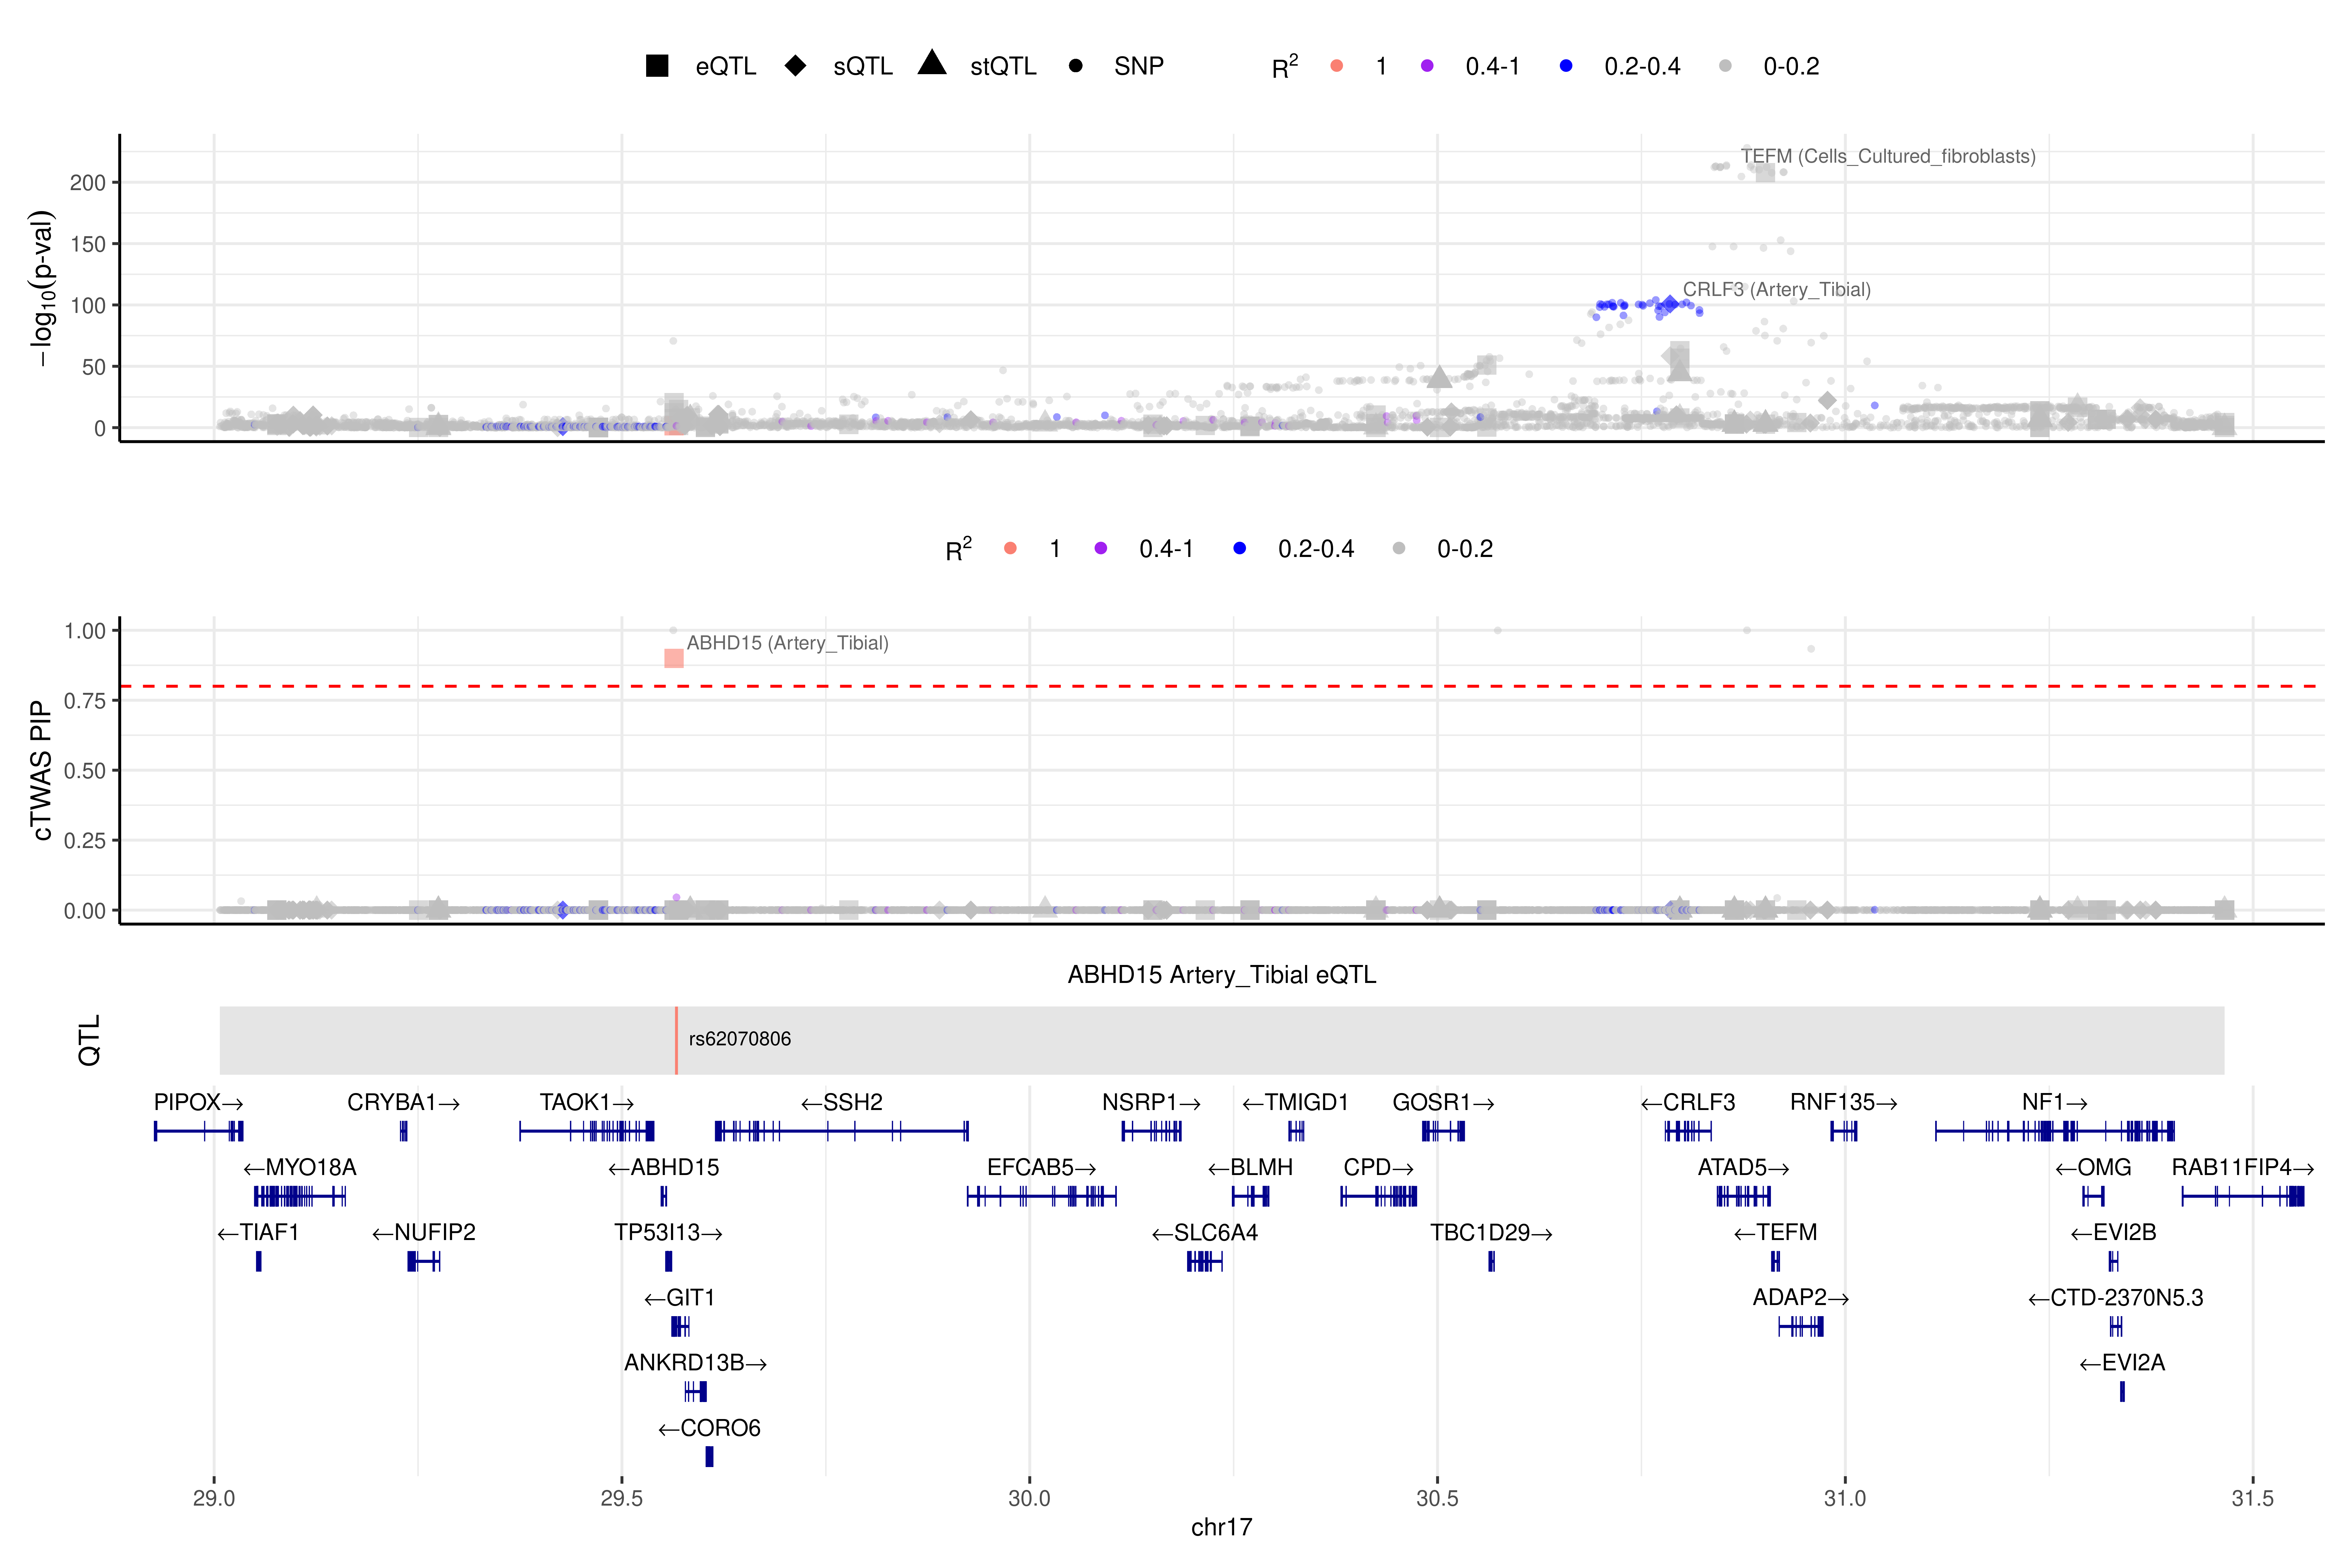 eQTL sQTL stQTL SNP R2 1 0.4-1 0.2-0.4 0-0.2
−log10(p-val)
200
150
100
50
0
TEFM (Cells_Cultured_fibroblasts)
CRLF3 (Artery_Tibial)
R2 1 0.4-1 0.2-0.4 0-0.2
cTWAS PIP
1.00
0.75
0.50
0.25
0.00
ABHD15 (Artery_Tibial)
ABHD15 Artery_Tibial eQTL
QTL
rs62070806
PIPOX→ CRYBA1→ TAOK1→ ←SSH2 NSRP1→ ←TMIGD1 GOSR1→ ←CRLF3 RNF135→ NF1→
←MYO18A ←ABHD15 EFCAB5→ ←BLMH CPD→ ATAD5→ ←OMG RAB11FIP4→
←TIAF1 ←NUFIP2 TP53I13→ ←SLC6A4 TBC1D29→ ←TEFM ←EVI2B
←GIT1 ADAP2→ ←CTD-2370N5.3
ANKRD13B→ ←EVI2A
←CORO6
29.0 29.5 30.0 30.5 31.0 31.5
chr17